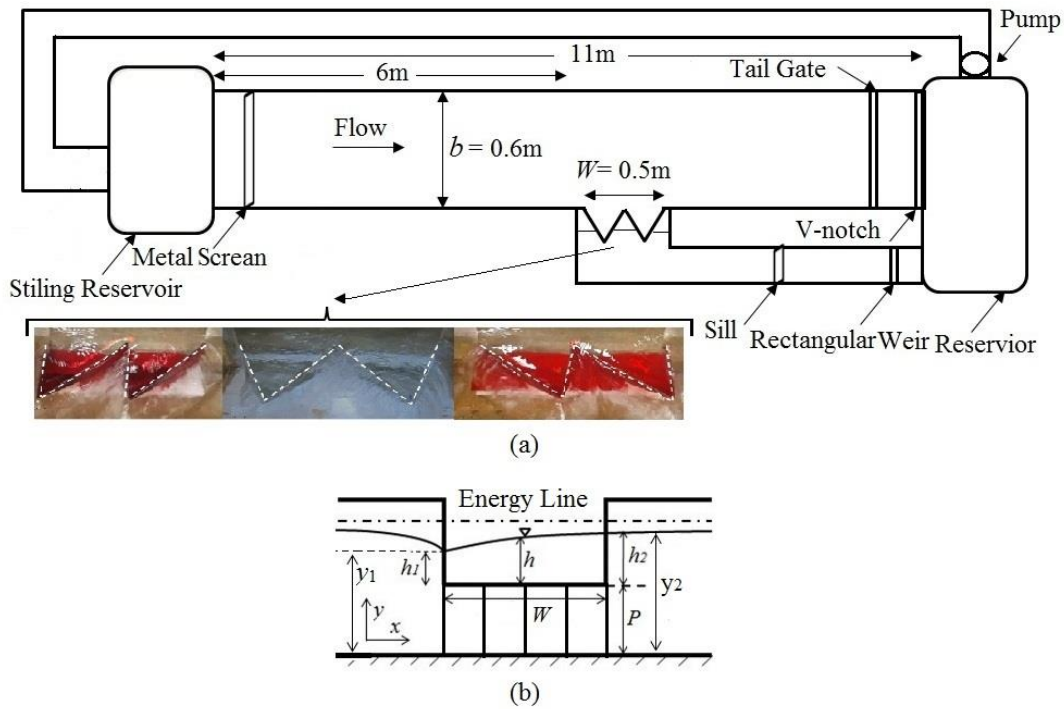 Pump
11m
6m
Tail Gate
Flow
b = 0.6m
W= 0.5m
V-notch
Metal Screan
Stiling Reservoir
Sill
Rectangular Weir
Reservior
(a)
Energy Line
h1
h
h2
y1
y2
y
x
W
P
(b)